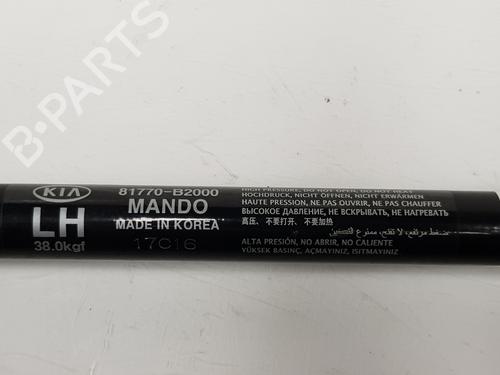 B-PARTS
KIA
LH
38.0kgf
81770-B2000
MANDO
MADE IN KOREA
17C16
HIGH PRESSURE, DO NOT OPEN, DO NOT HEAT
HOCHDRUCK, NICHT ÖFFNEN, NICHT ERWÄRMEN
HAUTE PRESSION, NE PAS OUVRIR, NE PAS CHAUFFER
ВЫСОКОЕ ДАВЛЕНИЕ, НЕ ВСКРЫВАТЬ, НЕ НАГРЕВАТЬ
高压、不要打开、不要加热
ALTA PRESIÓN, NO ABRIR, NO CALIENTE
YÜKSEK BASINÇ, AÇMAYINIZ, ISITMAYINIZ